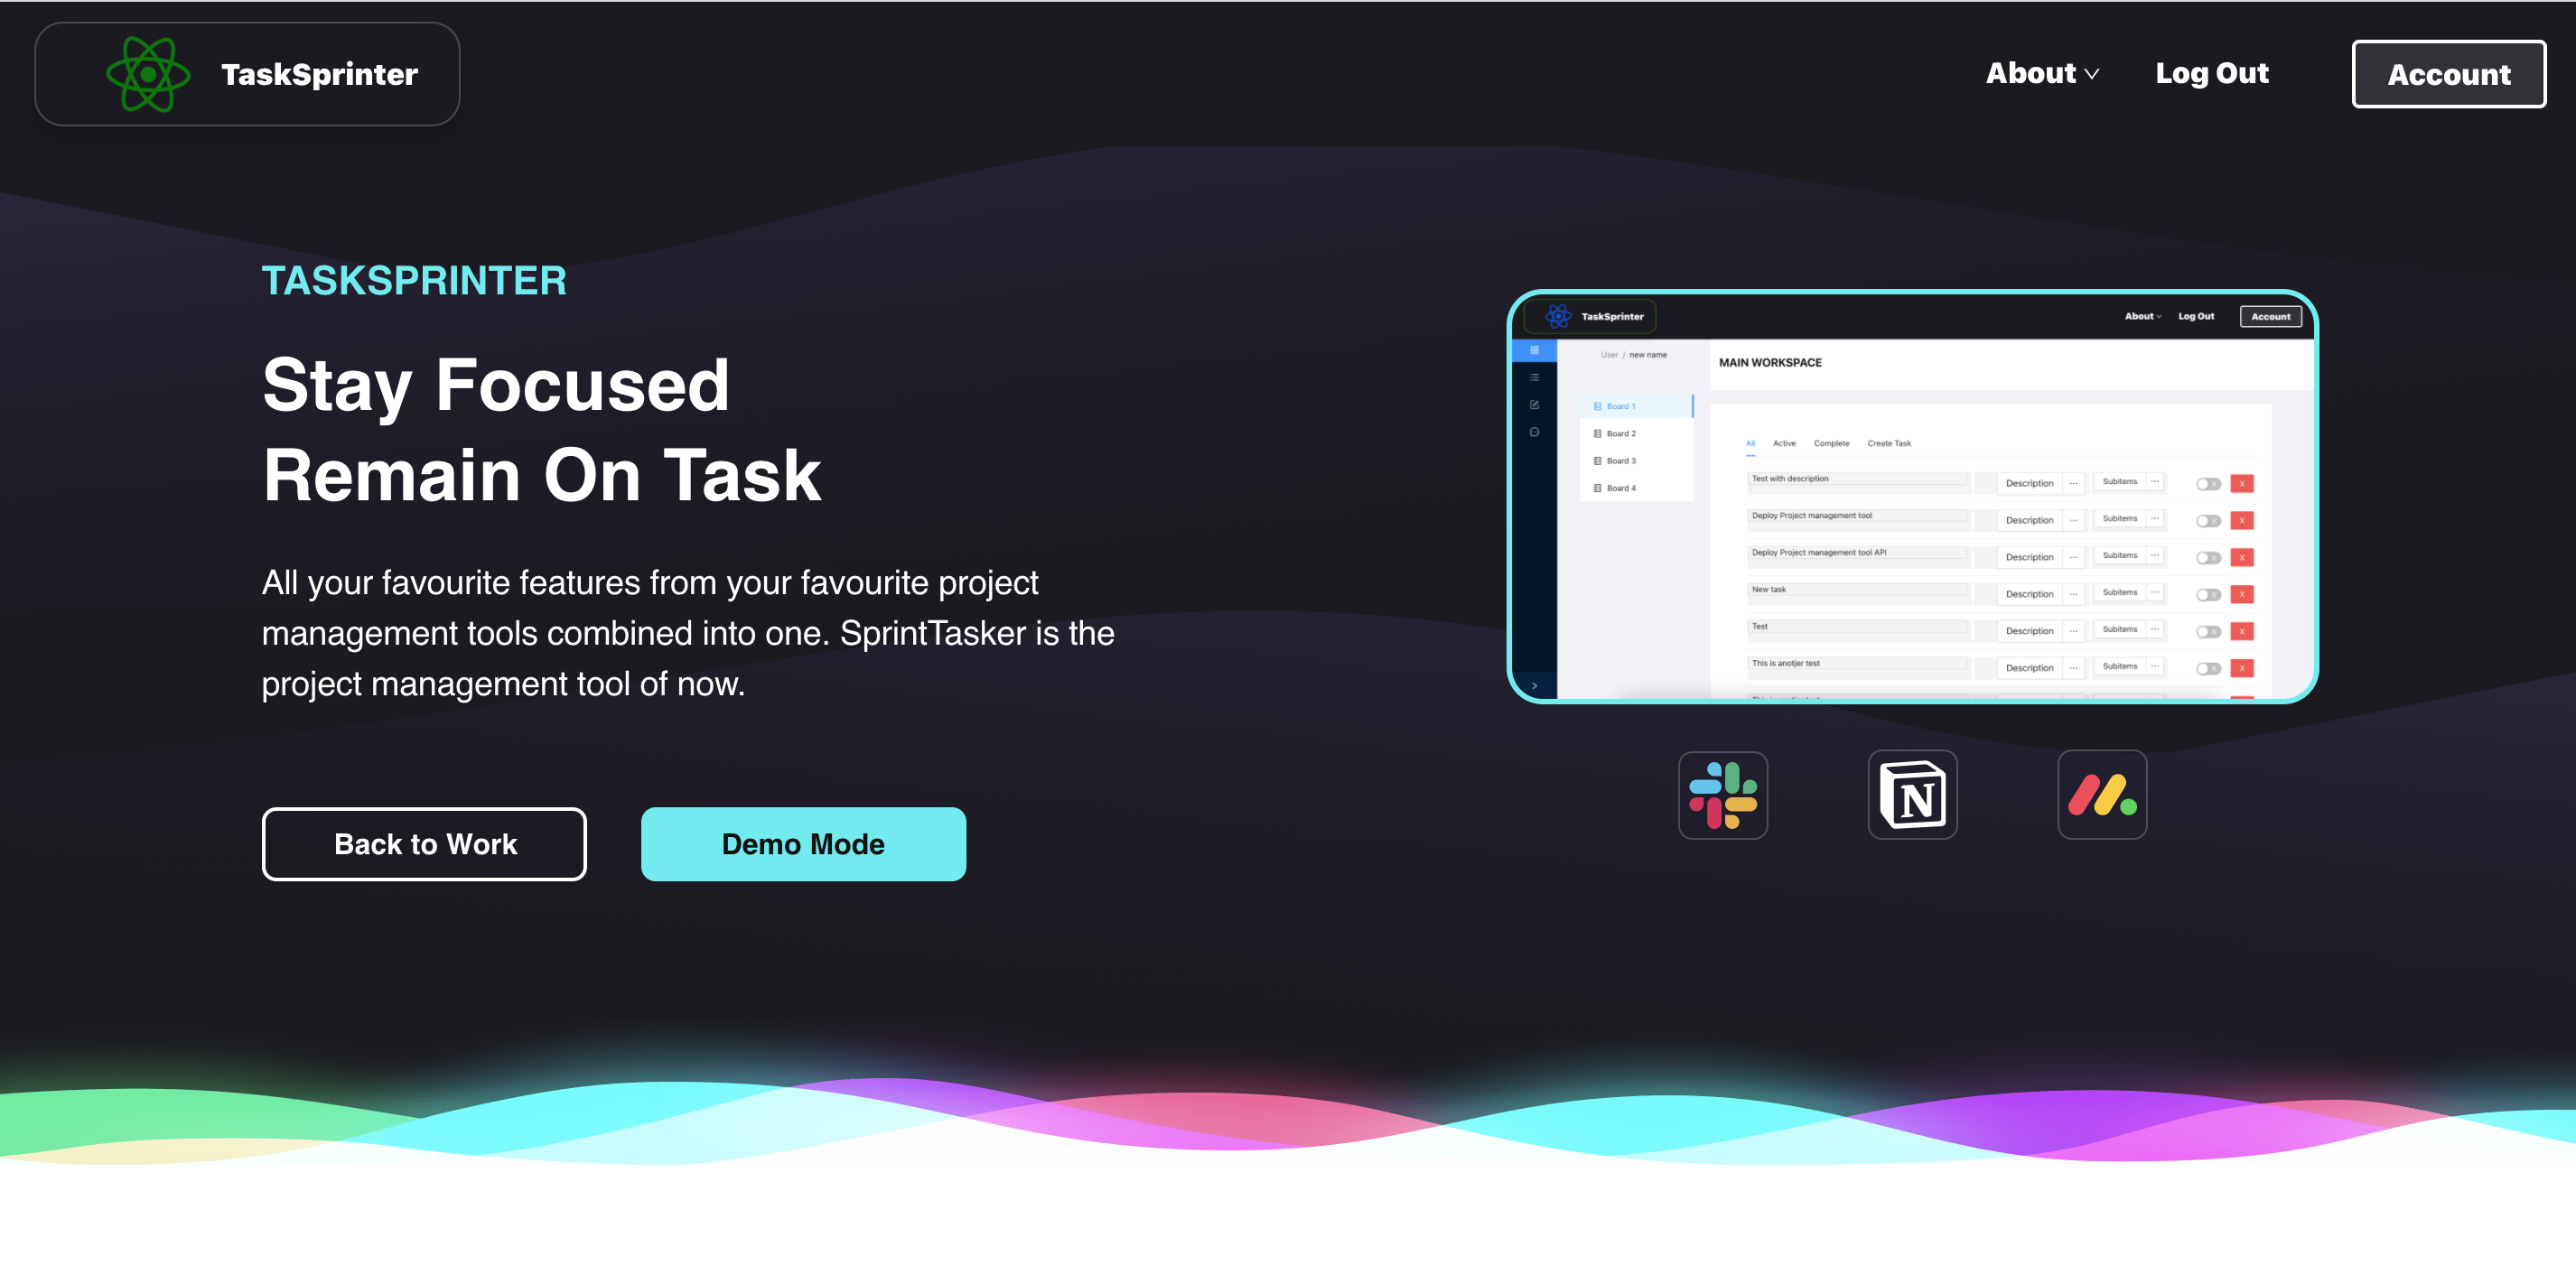 TaskSprinter
About
Log Out
Account
TASKSPRINTER
Stay Focused
Remain On Task
All your favourite features from your favourite project
management tools combined into one. SprintTasker is the
project management tool of now.
Back to Work
Demo Mode
TaskSprinter
About
Log Out
Account
User / new name
MAIN WORKSPACE
Board 1
Board 2
Board 3
Board 4
All Active Complete Create Task
Test with description Description ... Subitems ... X X
Deploy Project management tool Description ... Subitems ... X X
Deploy Project management tool API Description ... Subitems ... X X
New task Description ... Subitems ... X X
Test Description ... Subitems ... X X
This is anotjer test Description ... Subitems ... X X
N